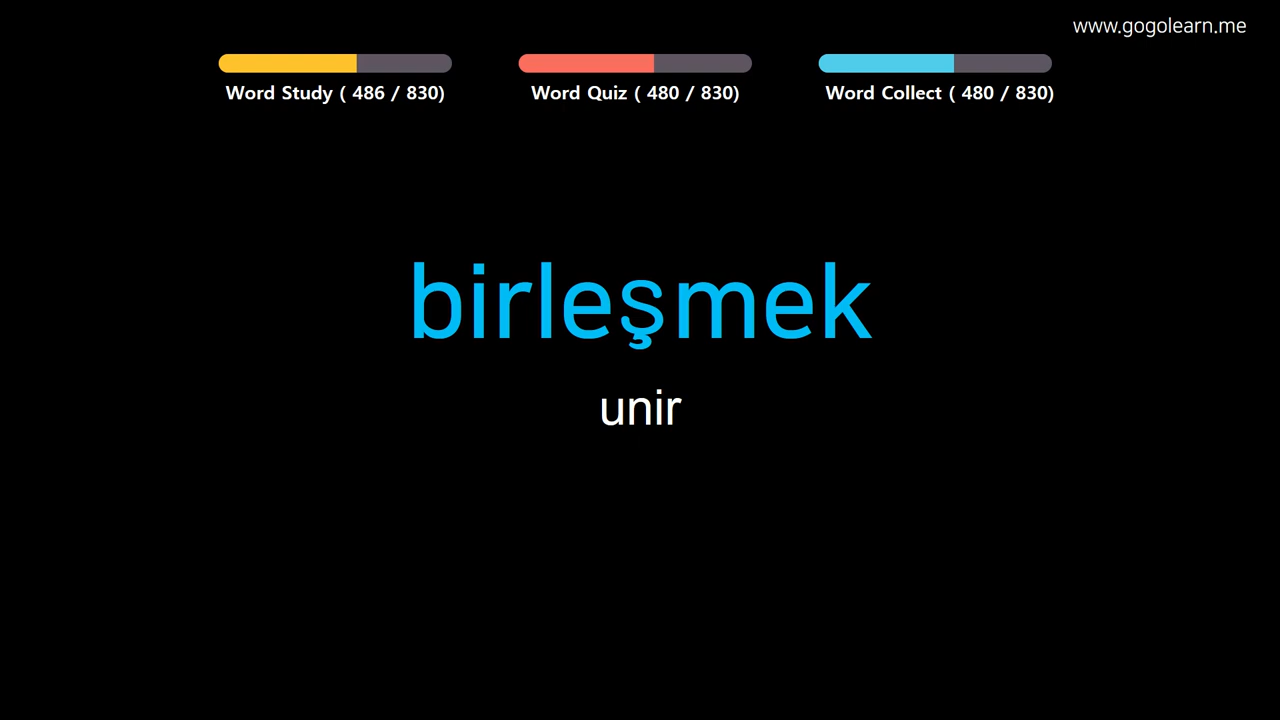 www.gogolearn.me
Word Study ( 486 / 830)
Word Quiz ( 480 / 830)
Word Collect ( 480 / 830)
birleşmek
unir